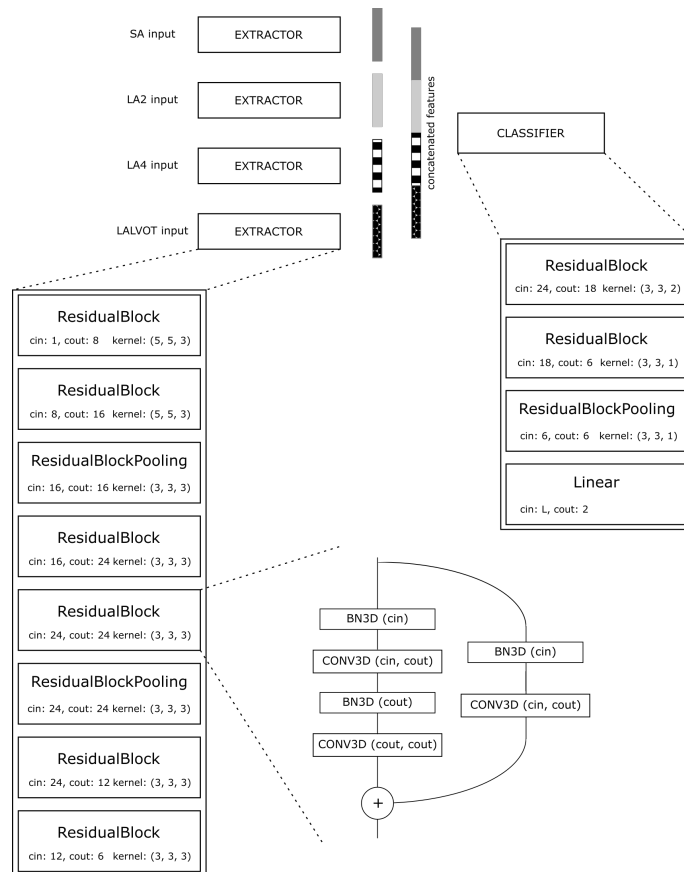 SA input
EXTRACTOR
LA2 input
EXTRACTOR
LA4 input
EXTRACTOR
LALVOT input
EXTRACTOR
concatenated features
CLASSIFIER
ResidualBlock
cin: 1, cout: 8 kernel: (5, 5, 3)
ResidualBlock
cin: 8, cout: 16 kernel: (5, 5, 3)
ResidualBlockPooling
cin: 16, cout: 16 kernel: (3, 3, 3)
ResidualBlock
cin: 16, cout: 24 kernel: (3, 3, 3)
ResidualBlock
cin: 24, cout: 24 kernel: (3, 3, 3)
ResidualBlockPooling
cin: 24, cout: 24 kernel: (3, 3, 3)
ResidualBlock
cin: 24, cout: 12 kernel: (3, 3, 3)
ResidualBlock
cin: 12, cout: 6 kernel: (3, 3, 3)
ResidualBlock
cin: 24, cout: 18 kernel: (3, 3, 2)
ResidualBlock
cin: 18, cout: 6 kernel: (3, 3, 1)
ResidualBlockPooling
cin: 6, cout: 6 kernel: (3, 3, 1)
Linear
cin: L, cout: 2
BN3D (cin)
CONV3D (cin, cout)
BN3D (cout)
CONV3D (cout, cout)
BN3D (cin)
CONV3D (cin, cout)
+